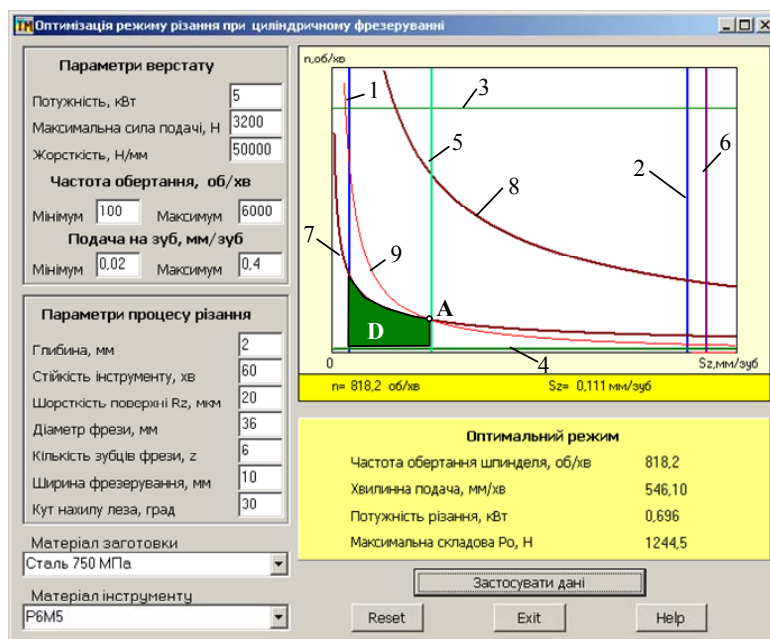 Оптимізація режиму різання при циліндричному фрезеруванні
Параметри верстату
Потужність, кВт 5
Максимальна сила подачі, Н 3200
Жорсткість, Н/мм 50000
Частота обертання, об/хв
Мінімум 100 Максимум 6000
Подача на зуб, мм/зуб
Мінімум 0,02 Максимум 0,4
Параметри процесу різання
Глибина, мм 2
Стійкість інструменту, хв 60
Шорсткість поверхні Rz, мкм 20
Діаметр фрези, мм 36
Кількість зубців фрези, z 6
Ширина фрезерування, мм 10
Кут нахилу леза, град 30
Матеріал заготовки
Сталь 750 МПа
Матеріал інструменту
Р6М5
n,об/хв
1
3
5
2
6
8
7
9
A
D
4
0
Sz,мм/зуб
n= 818,2 об/хв Sz= 0,111 мм/зуб
Оптимальний режим
Частота обертання шпинделя, об/хв 818,2
Хвилинна подача, мм/хв 546,10
Потужність різання, кВт 0,696
Максимальна складова Ро, Н 1244,5
Застосувати дані
Reset Exit Help